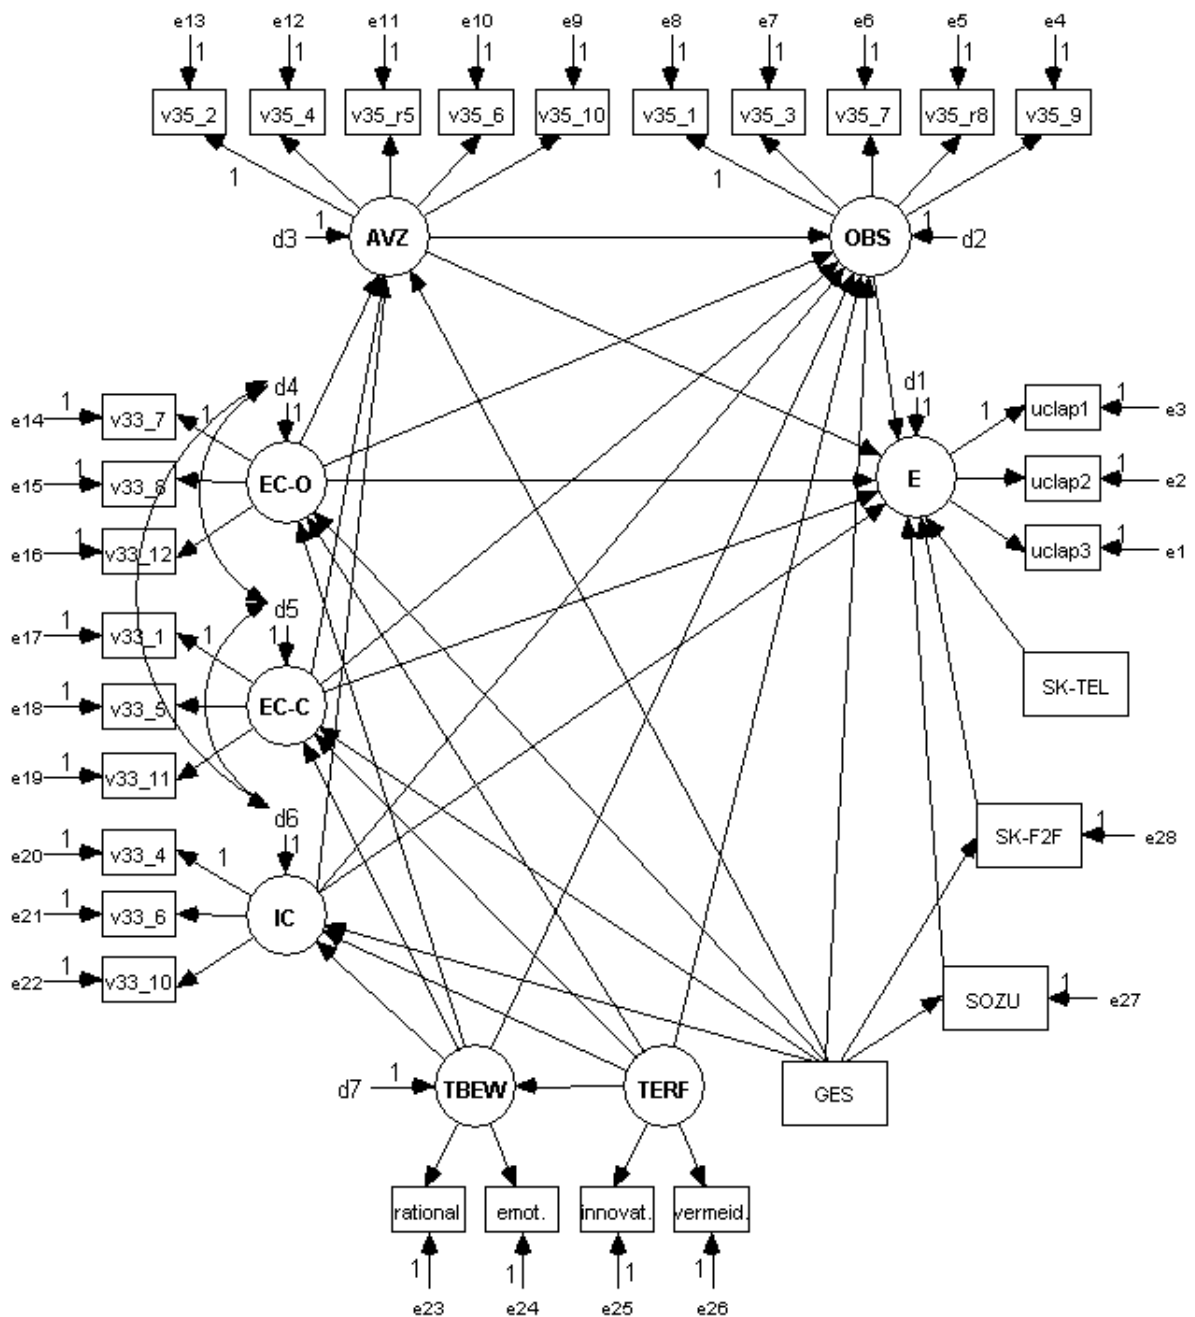 e13 e12 e11 e10 e9 e8 e7 e6 e5 e4
1 1 1 1 1 1 1 1 1 1
v35_2 v35_4 v35_r5 v35_6 v35_10 v35_1 v35_3 v35_7 v35_r8 v35_9
1 1
d3 1 AVZ OBS 1 d2
d4 d1
e14 1 v33_7 1 1 1 1 uclap1 1 e3
e15 1 v33_8 EC-O E uclap2 1 e2
e16 1 v33_12 uclap3 1 e1
d5
e17 1 v33_1 1 1
SK-TEL
e18 1 v33_5 EC-C
e19 1 v33_11
d6
e20 1 v33_4 1 1 SK-F2F 1 e28
e21 1 v33_6 IC
e22 1 v33_10
SOZU 1 e27
d7 1 TBEW TERF GES
rational emot. innovat. vermeid.
1 1 1 1
e23 e24 e25 e26